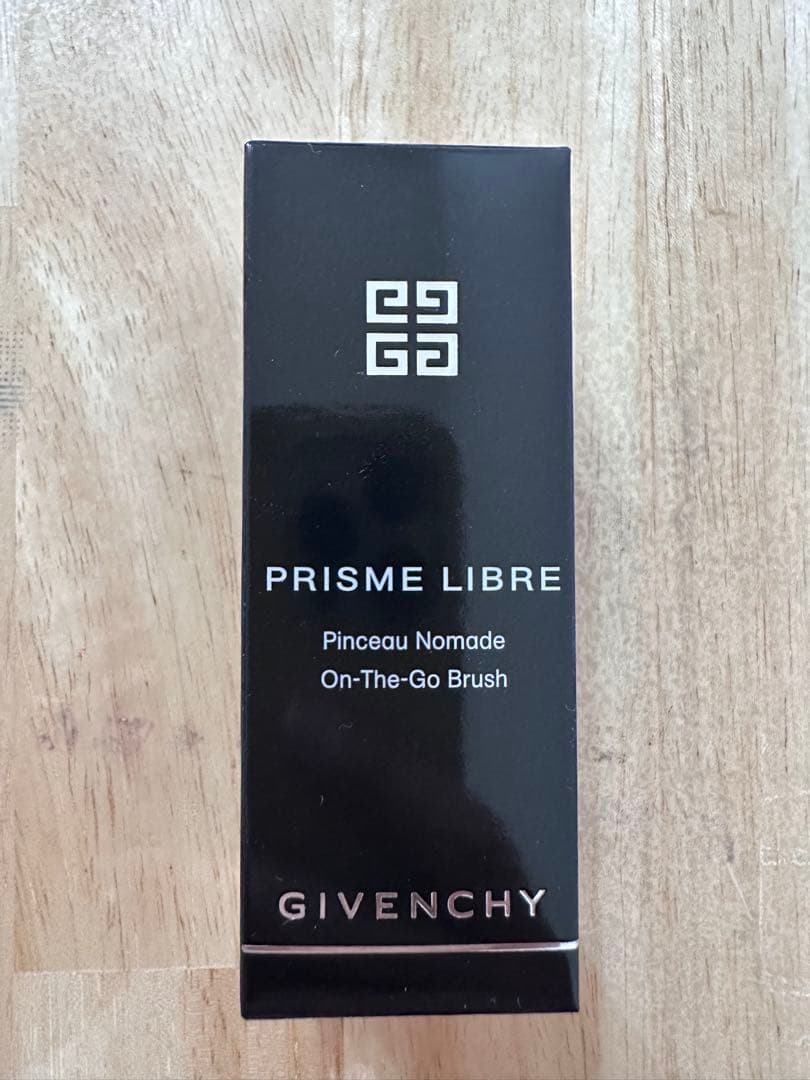 PRISME LIBRE
Pinceau Nomade
On-The-Go Brush
GIVENCHY